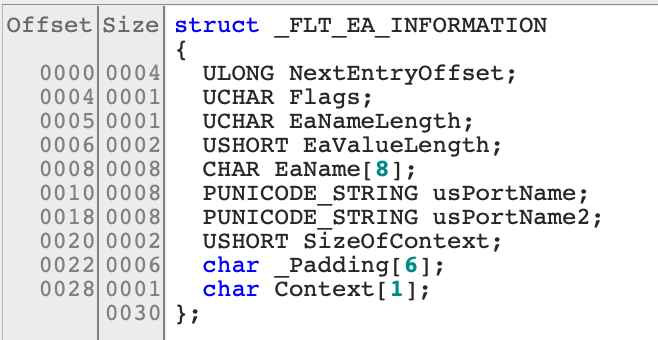 Offset Size struct _FLT_EA_INFORMATION
{
0000 0004 ULONG NextEntryOffset;
0004 0001 UCHAR Flags;
0005 0001 UCHAR EaNameLength;
0006 0002 USHORT EaValueLength;
0008 0008 CHAR EaName[8];
0010 0008 PUNICODE_STRING usPortName;
0018 0008 PUNICODE_STRING usPortName2;
0020 0002 USHORT SizeOfContext;
0022 0006 char _Padding[6];
0028 0001 char Context[1];
0030 };